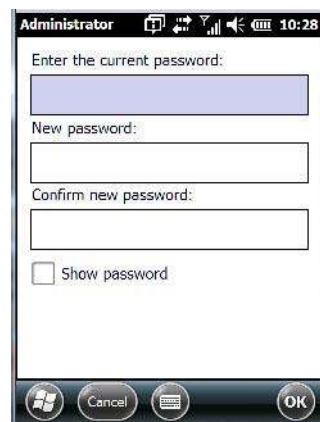 Administrator 10:28
Enter the current password:
New password:
Confirm new password:
Show password
Cancel OK